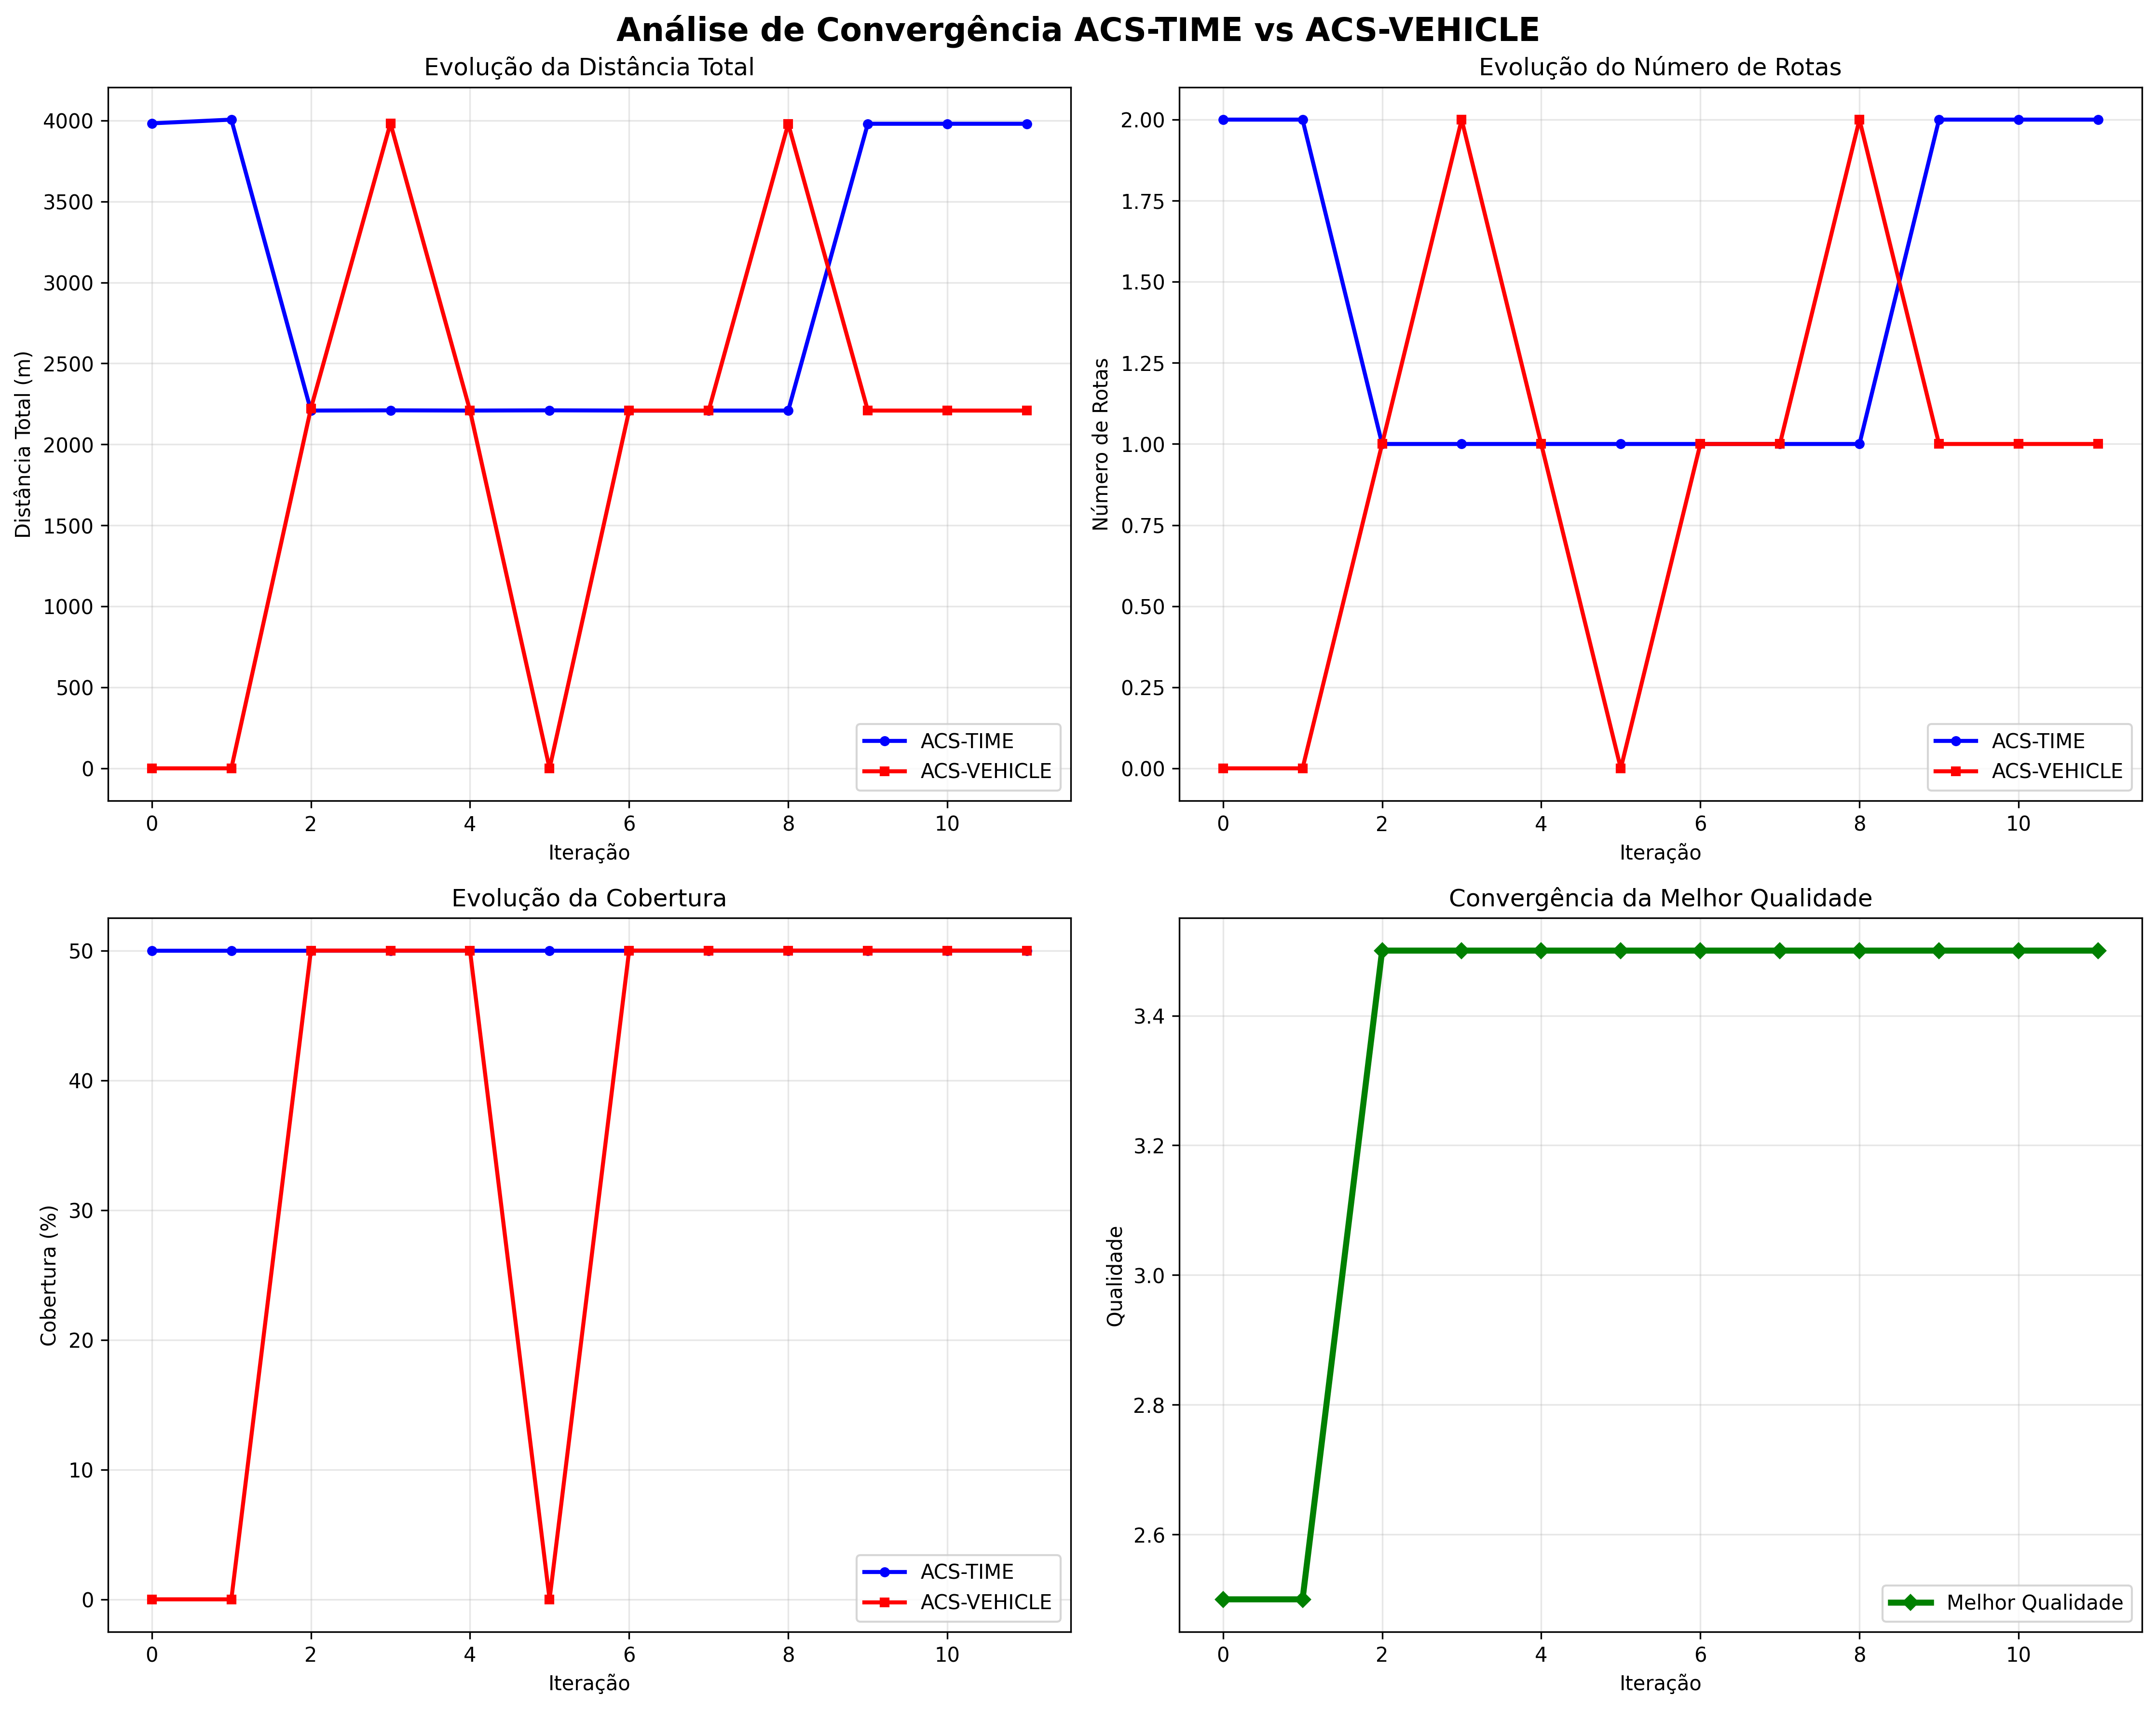 Análise de Convergência ACS-TIME vs ACS-VEHICLE
Evolução da Distância Total
Distância Total (m)
4000
3500
3000
2500
2000
1500
1000
500
0
0 2 4 6 8 10
Iteração
ACS-TIME
ACS-VEHICLE
Evolução do Número de Rotas
Número de Rotas
2.00
1.75
1.50
1.25
1.00
0.75
0.50
0.25
0.00
0 2 4 6 8 10
Iteração
ACS-TIME
ACS-VEHICLE
Evolução da Cobertura
Cobertura (%)
50
40
30
20
10
0
0 2 4 6 8 10
Iteração
ACS-TIME
ACS-VEHICLE
Convergência da Melhor Qualidade
Qualidade
3.4
3.2
3.0
2.8
2.6
0 2 4 6 8 10
Iteração
Melhor Qualidade